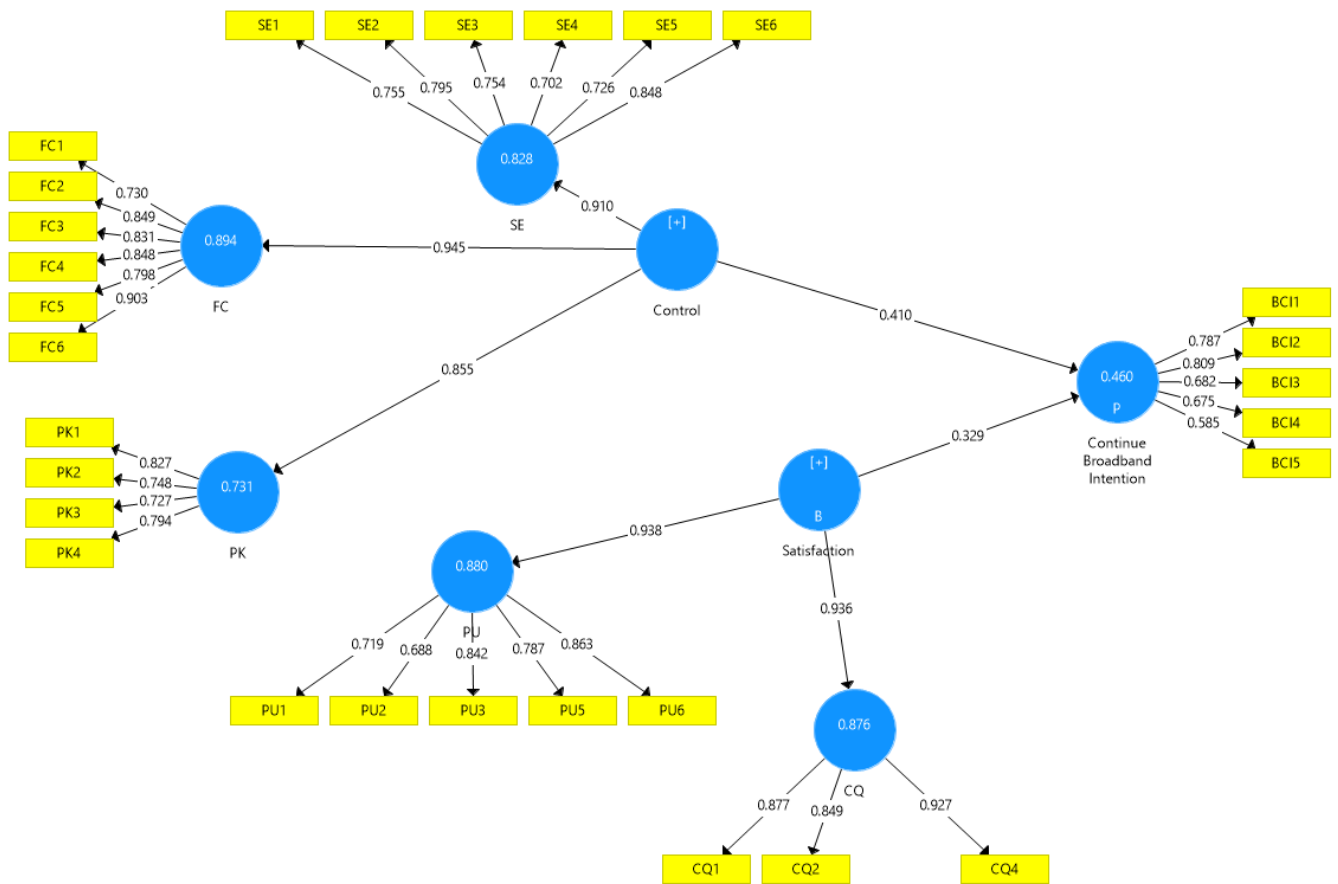 SE1 SE2 SE3 SE4 SE5 SE6
0.755 0.795 0.754 0.702 0.726 0.848
0.828
SE
FC1
FC2
FC3
FC4
FC5
FC6
0.730
0.849
0.831
0.848
0.798
0.903
0.894
FC
0.910
0.945
[+]
Control
0.855
0.410
PK1
PK2
PK3
PK4
0.827
0.748
0.727
0.794
0.731
PK
0.460
P
Continue
Broadband
Intention
0.787
0.809
0.682
0.675
0.585
BCI1
BCI2
BCI3
BCI4
BCI5
0.329
[+]
B
Satisfaction
0.938
0.936
0.880
PU
0.719 0.688 0.842 0.787 0.863
PU1 PU2 PU3 PU5 PU6
0.876
CQ
0.877 0.849 0.927
CQ1 CQ2 CQ4